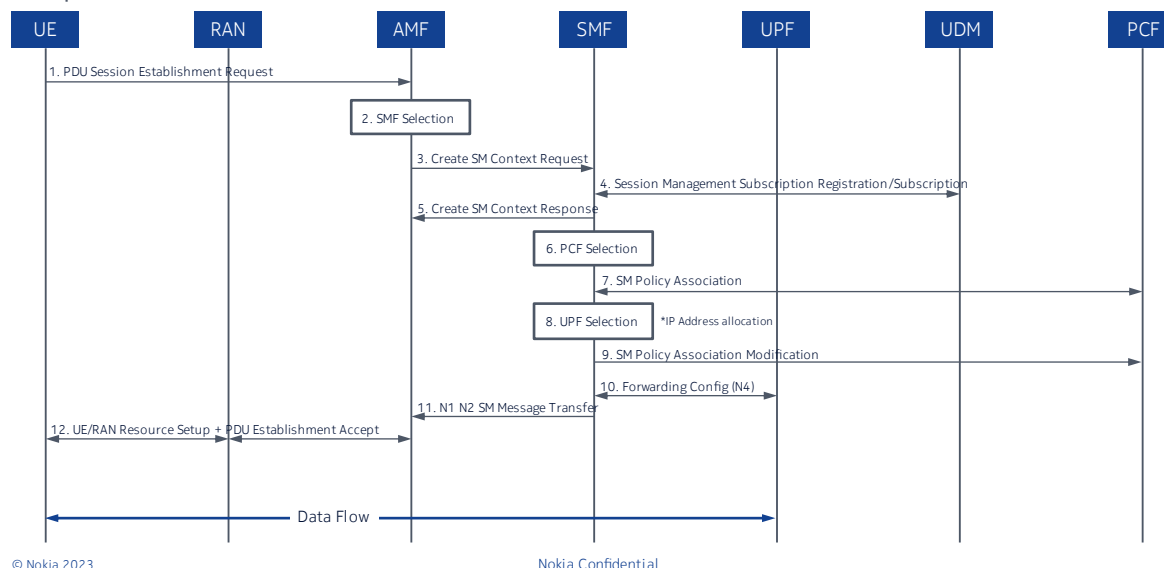 UE RAN AMF SMF UPF UDM PCF
1. PDU Session Establishment Request
2. SMF Selection
3. Create SM Context Request
4. Session Management Subscription Registration/Subscription
5. Create SM Context Response
6. PCF Selection
7. SM Policy Association
8. UPF Selection *IP Address allocation
9. SM Policy Association Modification
10. Forwarding Config (N4)
11. N1 N2 SM Message Transfer
12. UE/RAN Resource Setup + PDU Establishment Accept
Data Flow
© Nokia 2023 Nokia Confidential